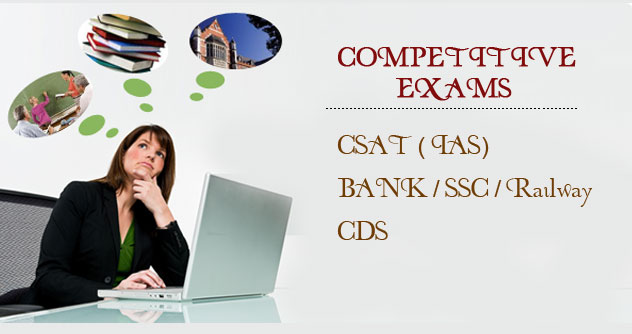 COMPETITIVE
EXAMS
CSAT ( IAS)
BANK / SSC / Railway
CDS